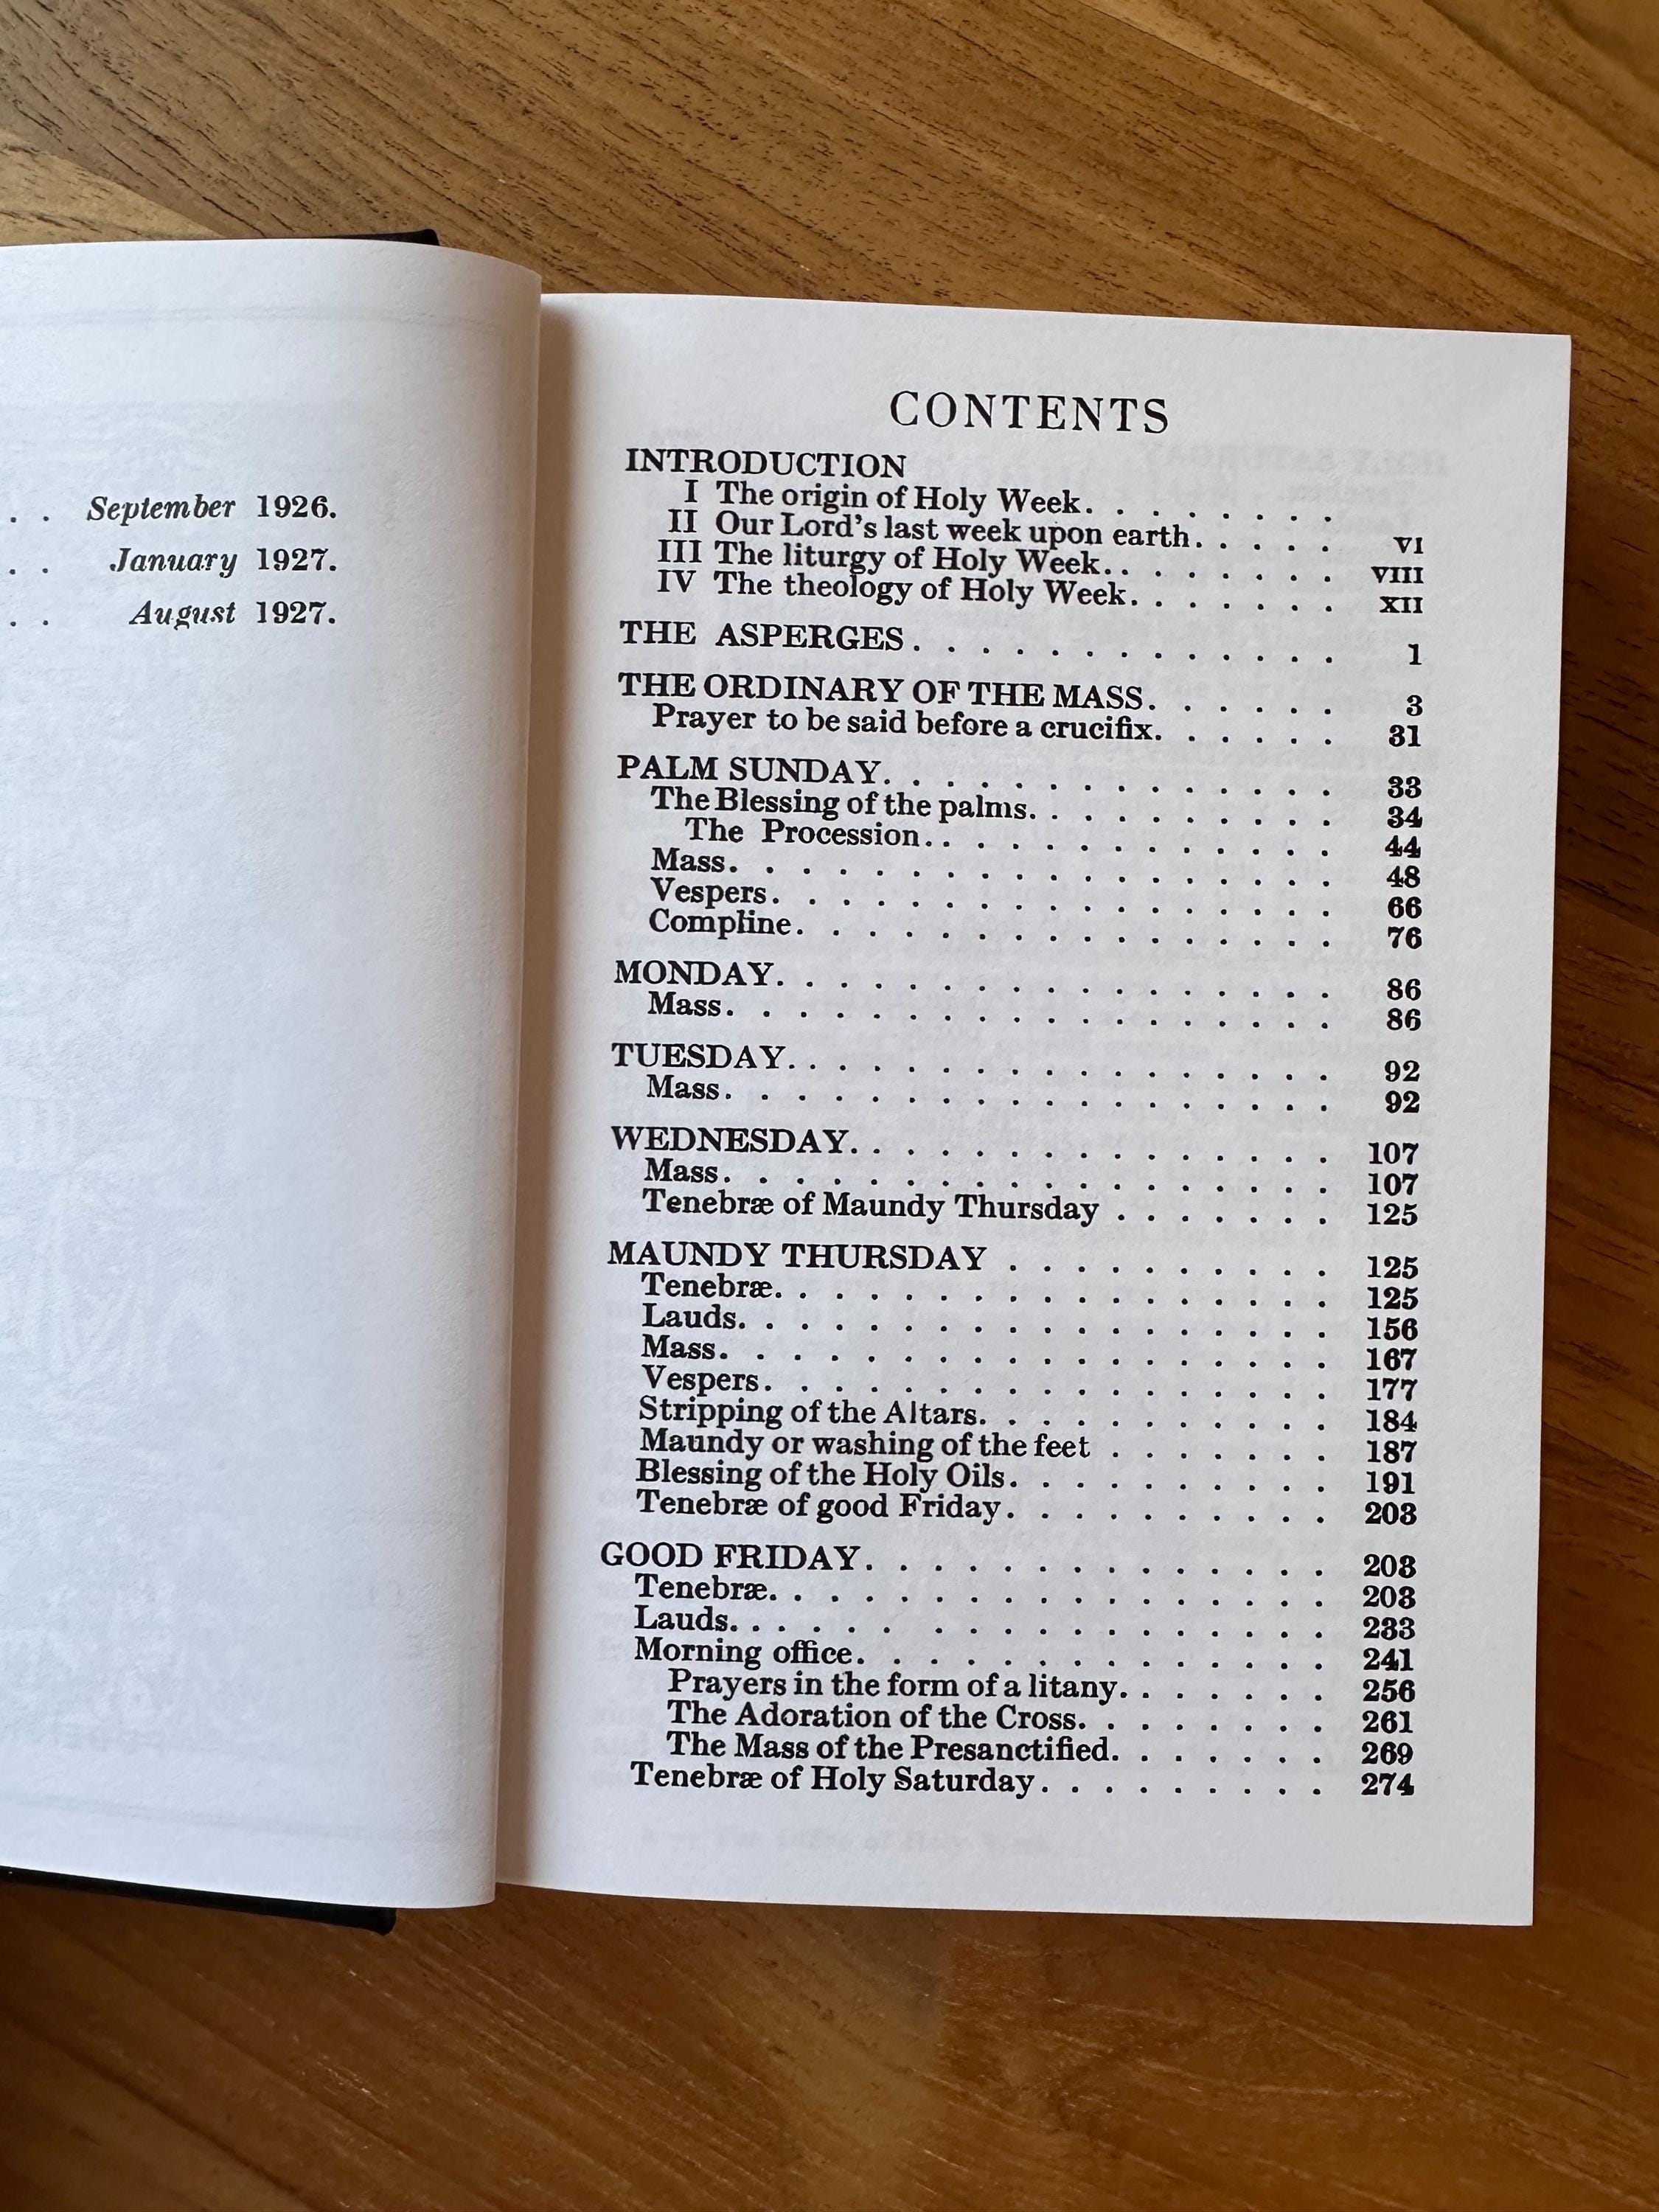 . . September 1926.
. . January 1927.
. . August 1927.
CONTENTS
INTRODUCTION
I The origin of Holy Week. . . . . . . .
II Our Lord's last week upon earth. . . . . VI
III The liturgy of Holy Week. . . . . . . . VIII
IV The theology of Holy Week. . . . . . . XII
THE ASPERGES. . . . . . . . . . . . . 1
THE ORDINARY OF THE MASS. . . . . . 3
Prayer to be said before a crucifix. . . . . . 31
PALM SUNDAY. . . . . . . . . . . . . 33
The Blessing of the palms. . . . . . . . . . 34
The Procession. . . . . . . . . . . . . 44
Mass. . . . . . . . . . . . . . . . . . 48
Vespers. . . . . . . . . . . . . . . . 66
Compline. . . . . . . . . . . . . . . . 76
MONDAY. . . . . . . . . . . . . . . . 86
Mass. . . . . . . . . . . . . . . . . . 86
TUESDAY. . . . . . . . . . . . . . . . 92
Mass. . . . . . . . . . . . . . . . . . 92
WEDNESDAY. . . . . . . . . . . . . . . 107
Mass. . . . . . . . . . . . . . . . . . 107
Tenebræ of Maundy Thursday . . . . . . . 125
MAUNDY THURSDAY . . . . . . . . . . 125
Tenebræ. . . . . . . . . . . . . . . . . 125
Lauds. . . . . . . . . . . . . . . . . . 156
Mass. . . . . . . . . . . . . . . . . . 167
Vespers. . . . . . . . . . . . . . . . . 177
Stripping of the Altars. . . . . . . . . . . 184
Maundy or washing of the feet . . . . . . . 187
Blessing of the Holy Oils. . . . . . . . . . 191
Tenebræ of good Friday. . . . . . . . . . 203
GOOD FRIDAY. . . . . . . . . . . . . . 203
Tenebræ. . . . . . . . . . . . . . . . . 203
Lauds. . . . . . . . . . . . . . . . . . 233
Morning office. . . . . . . . . . . . . . 241
Prayers in the form of a litany. . . . . . . 256
The Adoration of the Cross. . . . . . . . 261
The Mass of the Presanctified. . . . . . . 269
Tenebræ of Holy Saturday. . . . . . . . . 274